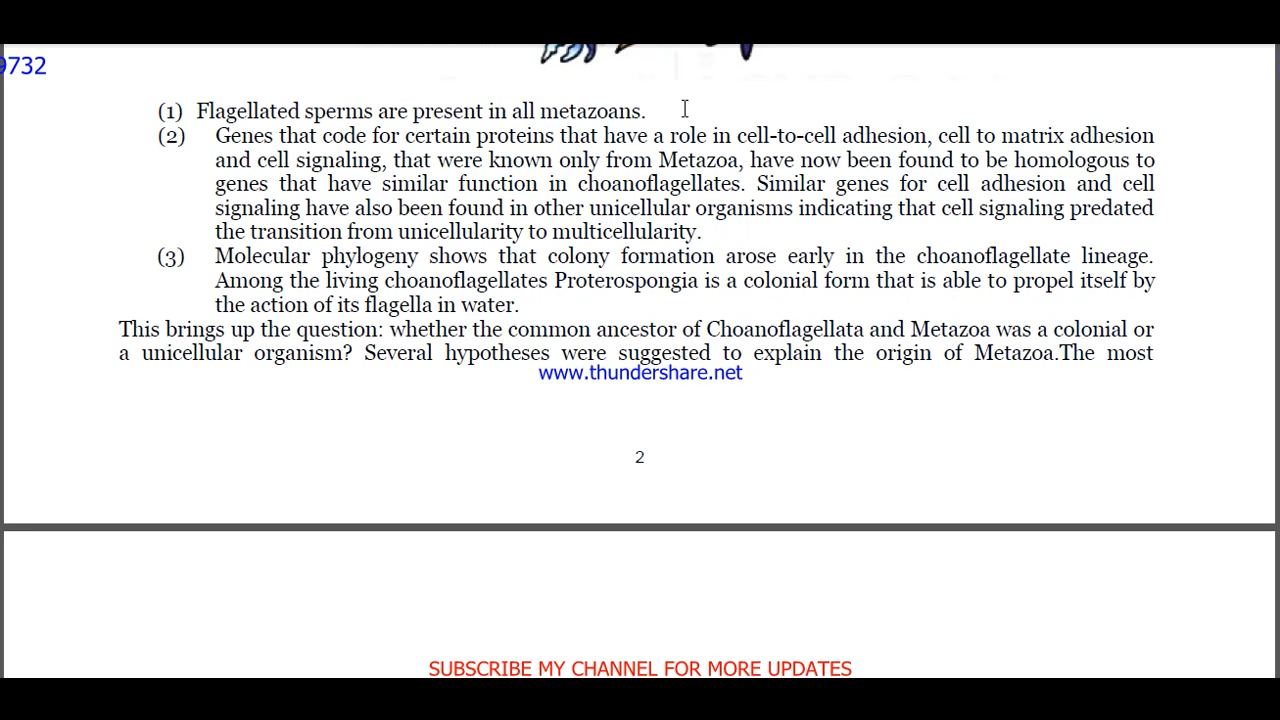 9732
(1) Flagellated sperms are present in all metazoans.
(2) Genes that code for certain proteins that have a role in cell-to-cell adhesion, cell to matrix adhesion
and cell signaling, that were known only from Metazoa, have now been found to be homologous to
genes that have similar function in choanoflagellates. Similar genes for cell adhesion and cell
signaling have also been found in other unicellular organisms indicating that cell signaling predated
the transition from unicellularity to multicellularity.
(3) Molecular phylogeny shows that colony formation arose early in the choanoflagellate lineage.
Among the living choanoflagellates Proterospongia is a colonial form that is able to propel itself by
the action of its flagella in water.
This brings up the question: whether the common ancestor of Choanoflagellata and Metazoa was a colonial or
a unicellular organism? Several hypotheses were suggested to explain the origin of Metazoa.The most
www.thundershare.net
2
SUBSCRIBE MY CHANNEL FOR MORE UPDATES